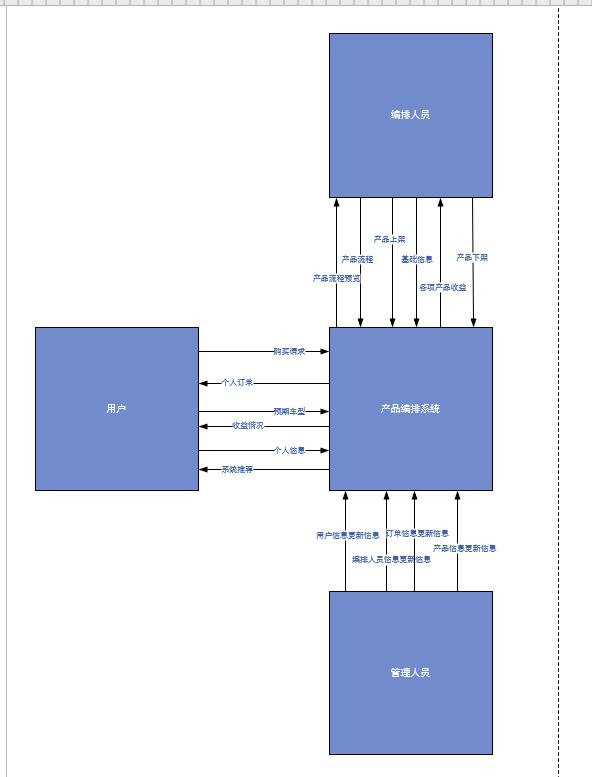 编排人员
产品上架
产品流程
基础信息
产品下架
产品流程预览
各项产品收益
购买请求
个人订单
用户
产品编排系统
预期车型
收益情况
个人信息
系统推荐
用户信息更新信息
订单信息更新信息
产品信息更新信息
编排人员信息更新信息
管理人员